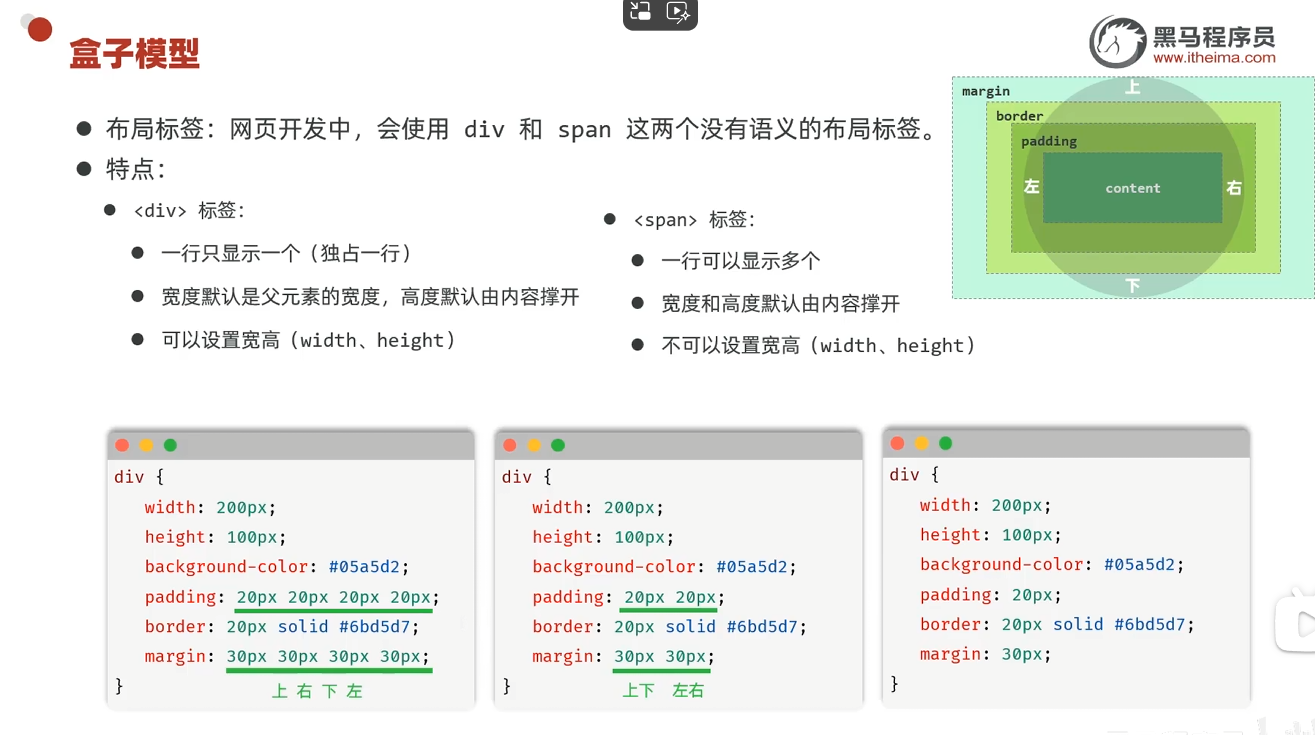 盒子模型
黑马程序员
www.itheima.com
布局标签：网页开发中，会使用 div 和 span 这两个没有语义的布局标签。
特点：
<div> 标签：
一行只显示一个（独占一行）
宽度默认是父元素的宽度，高度默认由内容撑开
可以设置宽高（width、height）
<span> 标签：
一行可以显示多个
宽度和高度默认由内容撑开
不可以设置宽高（width、height）
margin
上
border
padding
左
content
右
下
div {
width: 200px;
height: 100px;
background-color: #05a5d2;
padding: 20px 20px 20px 20px;
border: 20px solid #6bd5d7;
margin: 30px 30px 30px 30px;
}
上 右 下 左
div {
width: 200px;
height: 100px;
background-color: #05a5d2;
padding: 20px 20px;
border: 20px solid #6bd5d7;
margin: 30px 30px;
}
上下 左右
div {
width: 200px;
height: 100px;
background-color: #05a5d2;
padding: 20px;
border: 20px solid #6bd5d7;
margin: 30px;
}